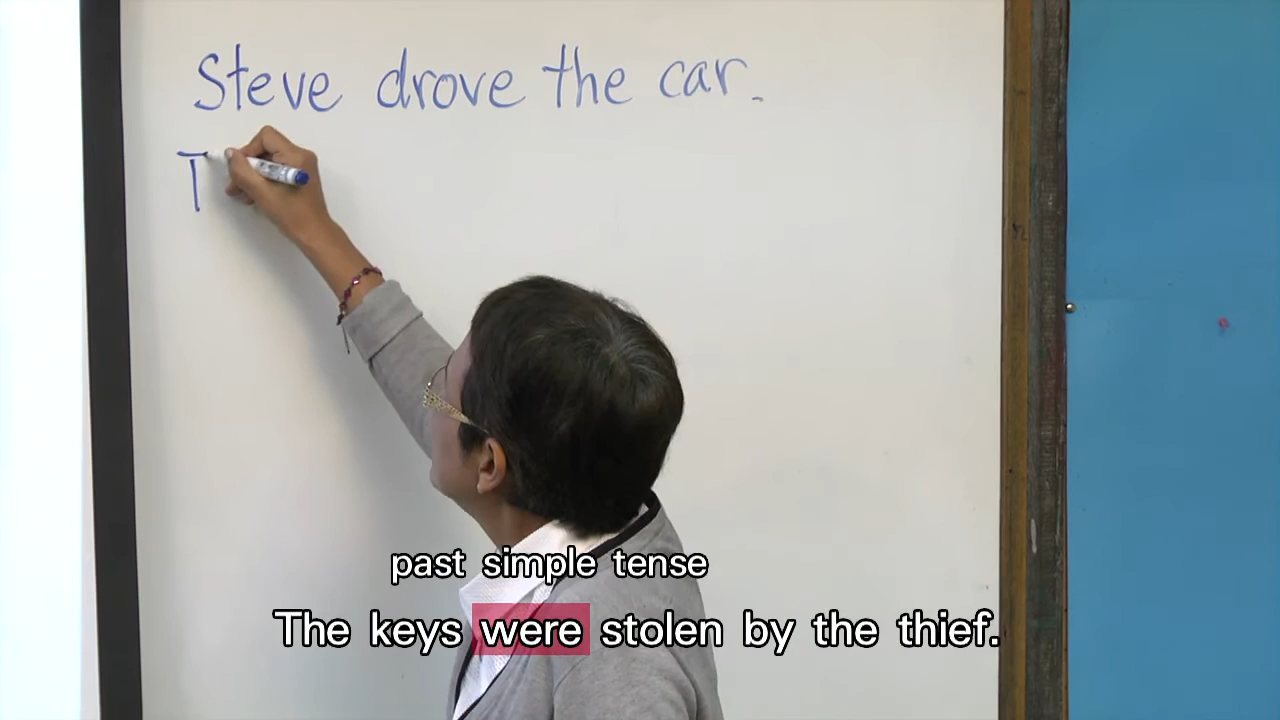 Steve drove the car.
T
past simple tense
The keys were stolen by the thief.